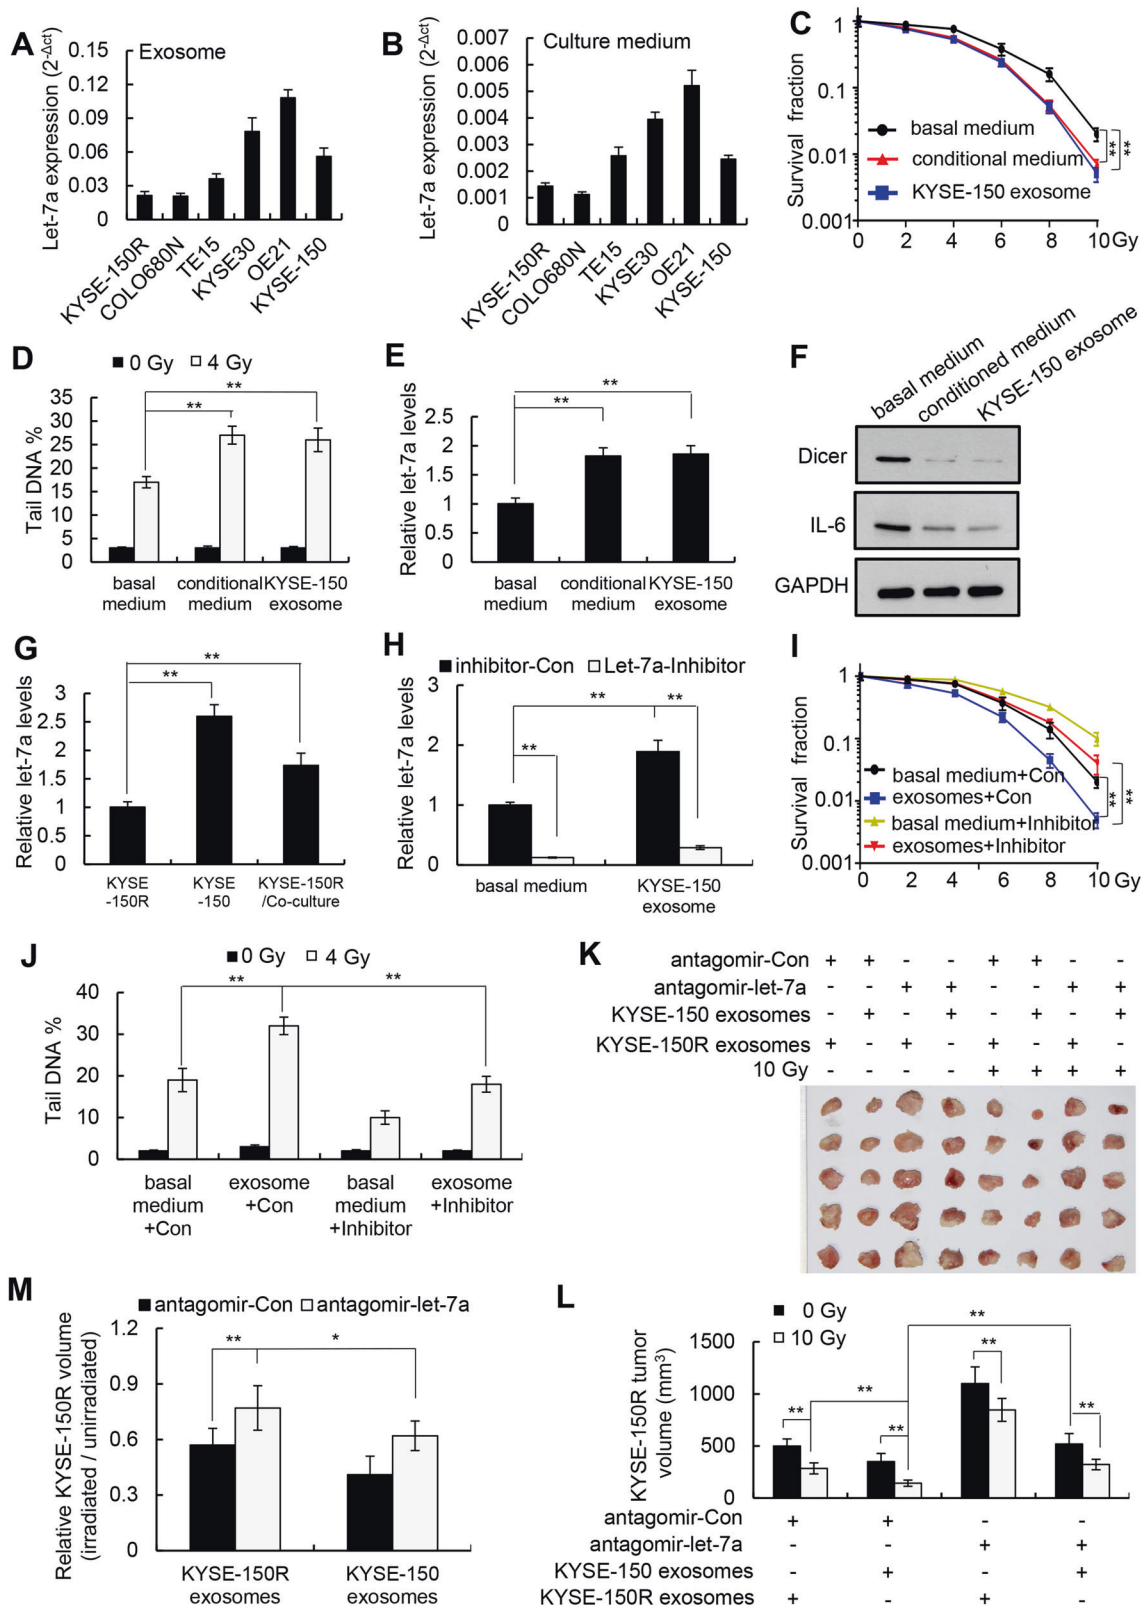 A
Exosome
Let-7a expression (2-Δct)
0.15
0.12
0.09
0.06
0.03
0
KYSE-150R
COLO680N
TE15
KYSE30
OE21
KYSE-150
B
Culture medium
Let-7a expression (2-Δct)
0.007
0.006
0.005
0.004
0.003
0.002
0.001
0
KYSE-150R
COLO680N
TE15
KYSE30
OE21
KYSE-150
C
Survival fraction
1
0.1
0.01
0.001
basal medium
conditional medium
KYSE-150 exosome
** **
0 2 4 6 8 10 Gy
D
0 Gy 4 Gy
Tail DNA %
35
30
25
20
15
10
5
0
**
**
basal medium
conditional medium
KYSE-150 exosome
E
Relative let-7a levels
2.5
2
1.5
1
0.5
0
**
**
basal medium
conditional medium
KYSE-150 exosome
F
basal medium
conditioned medium
KYSE-150 exosome
Dicer
IL-6
GAPDH
G
Relative let-7a levels
3
2.5
2
1.5
1
0.5
0
**
**
KYSE -150R
KYSE -150
KYSE-150R /Co-culture
H
inhibitor-Con Let-7a-Inhibitor
Relative let-7a levels
3
2
1
0
** **
**
basal medium
KYSE-150 exosome
I
Survival fraction
1
0.1
0.01
0.001
basal medium+Con
exosomes+Con
basal medium+Inhibitor
exosomes+Inhibitor
** **
0 2 4 6 8 10 Gy
J
0 Gy 4 Gy
Tail DNA %
40
30
20
10
0
** **
basal medium +Con
exosome +Con
basal medium +Inhibitor
exosome +Inhibitor
K
antagomir-Con + + - - + + - -
antagomir-let-7a - - + + - - + +
KYSE-150 exosomes - + - + - + - +
KYSE-150R exosomes + - + - + - + -
10 Gy - - - - + + + +
M
antagomir-Con antagomir-let-7a
Relative KYSE-150R volume
(irradiated / unirradiated)
1.2
0.9
0.6
0.3
0
** *
KYSE-150R exosomes
KYSE-150 exosomes
L
0 Gy
10 Gy
KYSE-150R tumor
volume (mm3)
1500
1000
500
0
**
**
**
**
**
**
antagomir-Con + + - -
antagomir-let-7a - - + +
KYSE-150 exosomes - + - +
KYSE-150R exosomes + - + -